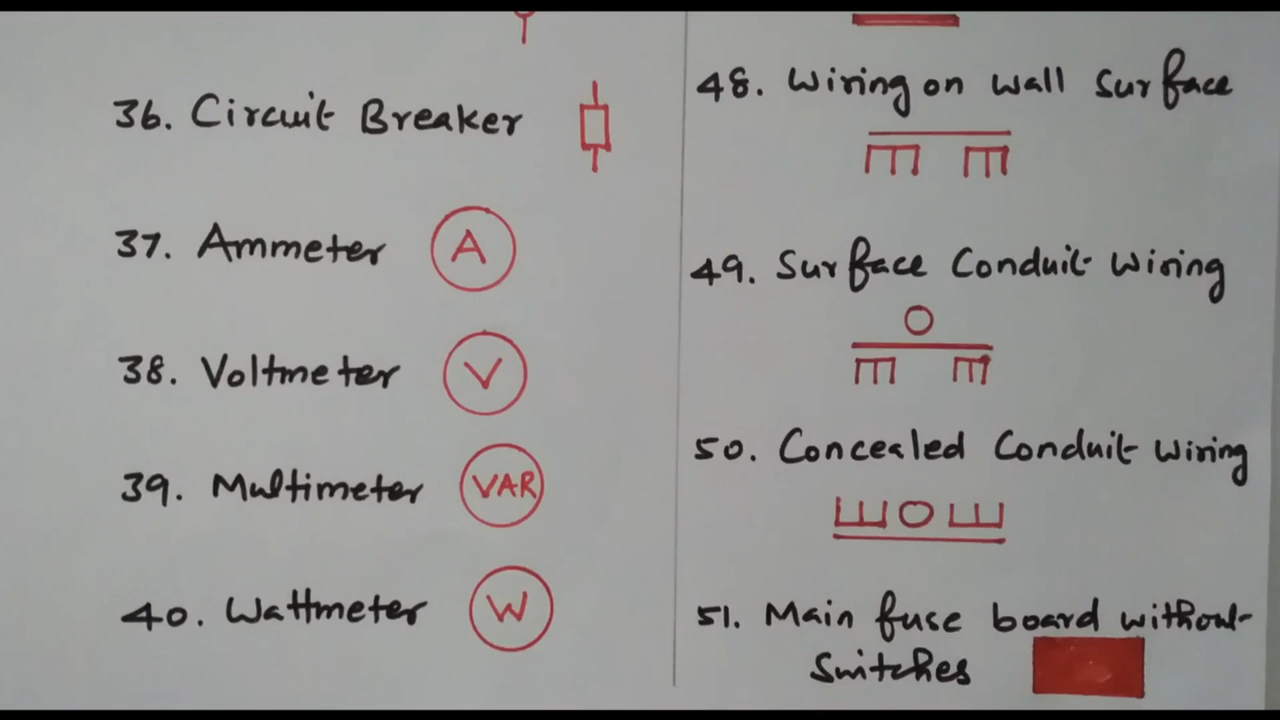 36. Circuit Breaker
37. Ammeter A
38. Voltmeter V
39. Multimeter VAR
40. Wattmeter W
48. Wiring on wall surface
49. Surface Conduit wiring
50. Concealed Conduit wiring
51. Main fuse board without
Switches